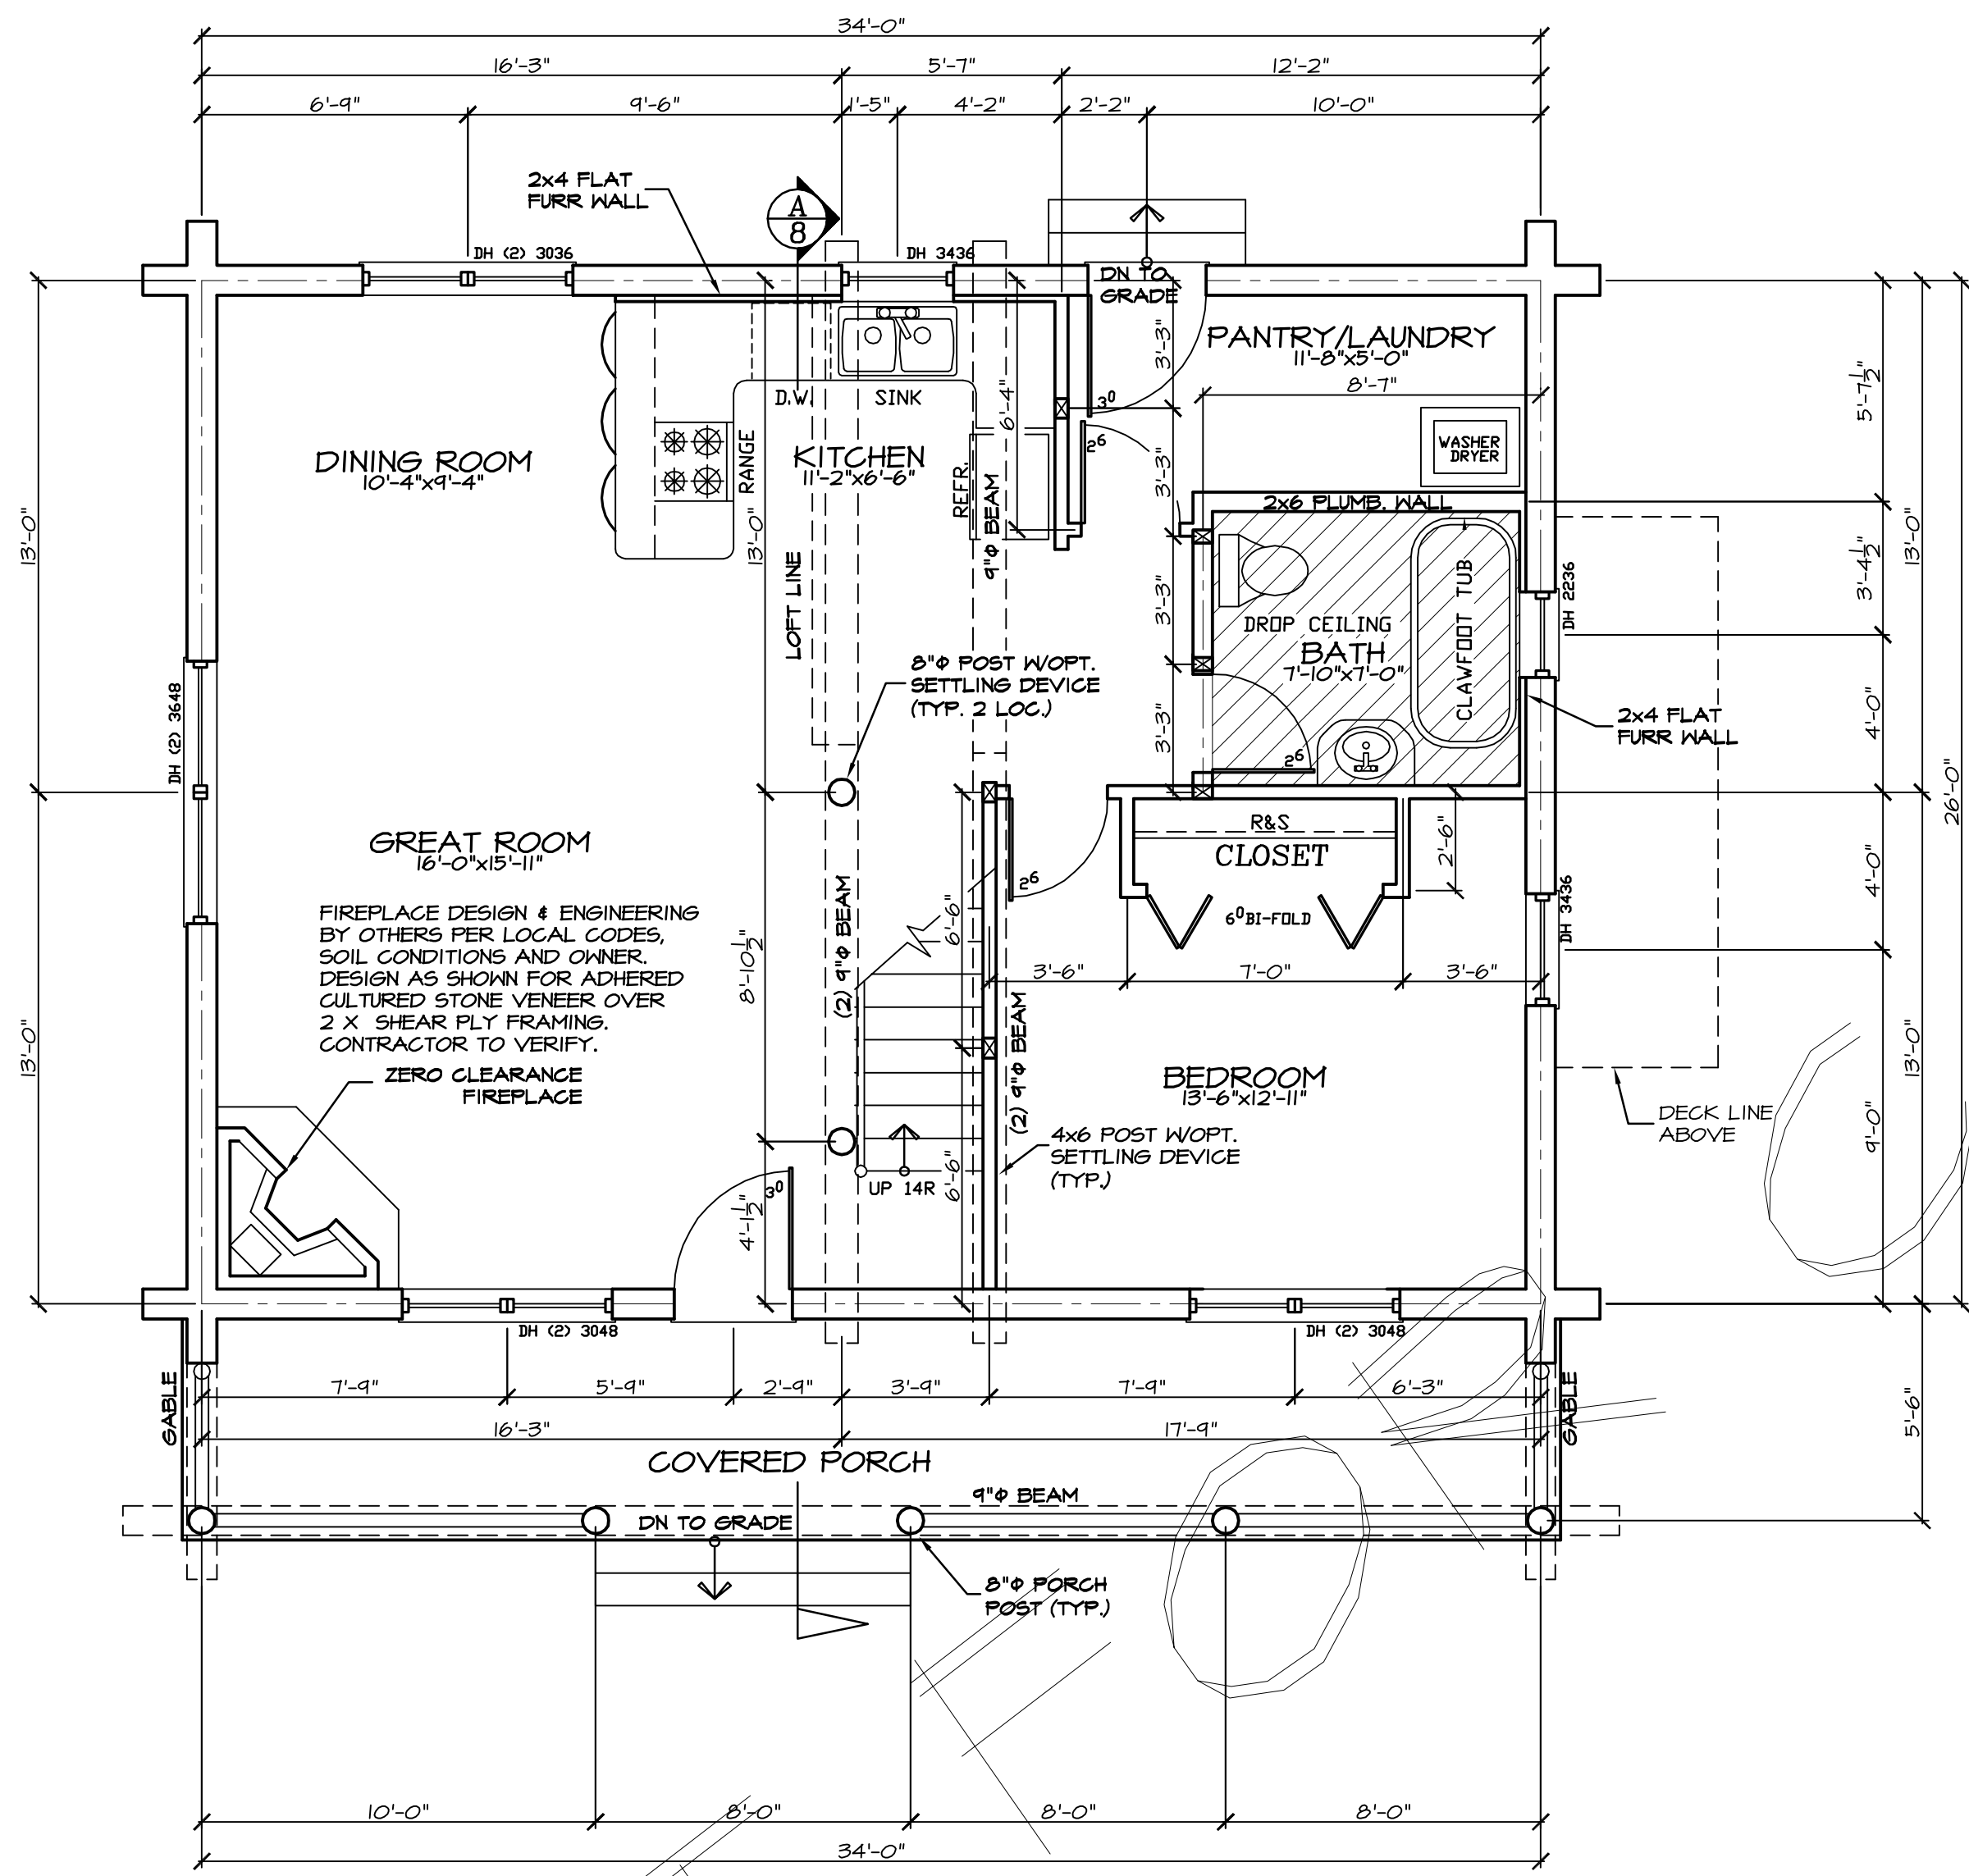 34'-0"
16'-3" 5'-7" 12'-2"
6'-9" 9'-6" 1'-5" 4'-2" 2'-2" 10'-0"
2x4 FLAT
FURR WALL
A
8
DH (2) 3036
DH 3436
DN TO
GRADE
PANTRY/LAUNDRY
11'-8"x5'-0"
8'-7"
3'-3"
3'-3"
3'-3"
3'-3"
6'-4"
3⁰
2⁶
WASHER
DRYER
D.W.
SINK
RANGE
KITCHEN
11'-2"x6'-6"
REFR.
9"Φ BEAM
DINING ROOM
10'-4"x9'-4"
13'-0"
13'-0"
LOFT LINE
2x6 PLUMB. WALL
DROP CEILING
BATH
7'-10"x7'-0"
CLAWFOOT TUB
2⁶
DH 2236
2x4 FLAT
FURR WALL
5'-7 1/2"
3'-4 1/2"
4'-0"
4'-0"
9'-0"
13'-0"
13'-0"
26'-0"
5'-6"
8"Φ POST W/OPT.
SETTLING DEVICE
(TYP. 2 LOC.)
DH (2) 3648
GREAT ROOM
16'-0"x15'-11"
FIREPLACE DESIGN & ENGINEERING
BY OTHERS PER LOCAL CODES,
SOIL CONDITIONS AND OWNER.
DESIGN AS SHOWN FOR ADHERED
CULTURED STONE VENEER OVER
2 X SHEAR PLY FRAMING.
CONTRACTOR TO VERIFY.
ZERO CLEARANCE
FIREPLACE
13'-0"
8'-10 1/2"
4'-1 1/2"
(2) 9"Φ BEAM
6'-6"
6'-6"
(2) 9"Φ BEAM
2⁶
R&S
CLOSET
6⁰BI-FOLD
2'-6"
DH 3436
3'-6" 7'-0" 3'-6"
BEDROOM
13'-6"x12'-11"
4x6 POST W/OPT.
SETTLING DEVICE
(TYP.)
DECK LINE
ABOVE
UP 14R
3⁰
DH (2) 3048
DH (2) 3048
GABLE
GABLE
7'-9" 5'-9" 2'-9" 3'-9" 7'-9" 6'-3"
16'-3" 17'-9"
COVERED PORCH
9"Φ BEAM
DN TO GRADE
8"Φ PORCH
POST (TYP.)
10'-0" 8'-0" 8'-0" 8'-0"
34'-0"